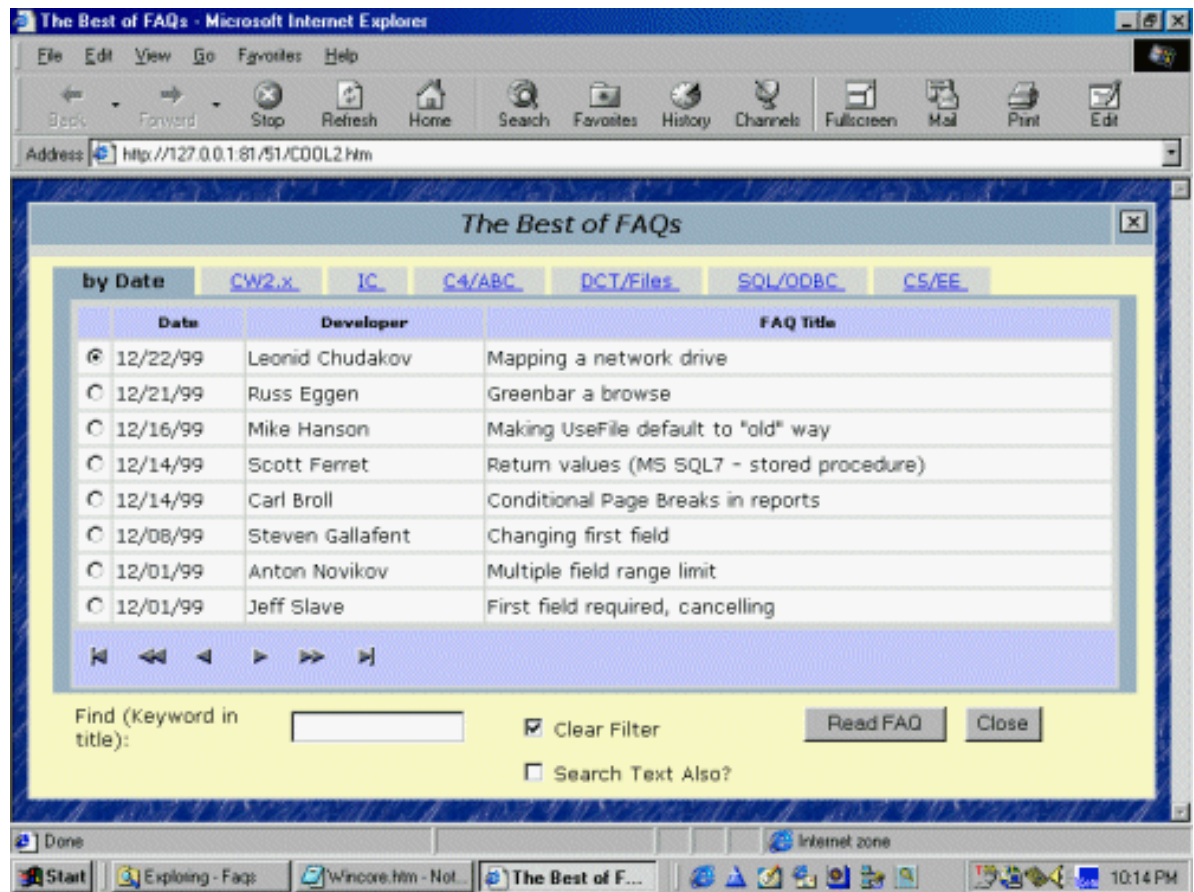 The Best of FAQs - Microsoft Internet Explorer
File Edit View Go Favorites Help
Back Forward Stop Refresh Home Search Favorites History Channels Fullscreen Mail Print Edit
Address http://127.0.0.1:81/51/COOL2.htm
The Best of FAQs
by Date CW2.x IC C4/ABC DCT/Files SQL/ODBC C5/EE
Date Developer FAQ Title
12/22/99 Leonid Chudakov Mapping a network drive
12/21/99 Russ Eggen Greenbar a browse
12/16/99 Mike Hanson Making UseFile default to "old" way
12/14/99 Scott Ferret Return values (MS SQL7 - stored procedure)
12/14/99 Carl Broll Conditional Page Breaks in reports
12/08/99 Steven Gallafent Changing first field
12/01/99 Anton Novikov Multiple field range limit
12/01/99 Jeff Slave First field required, cancelling
Find (Keyword in
title):
Clear Filter
Read FAQ Close
Search Text Also?
Done Internet zone
Start Exploring - Faqs Wincore.htm - Not... The Best of F... 10:14 PM